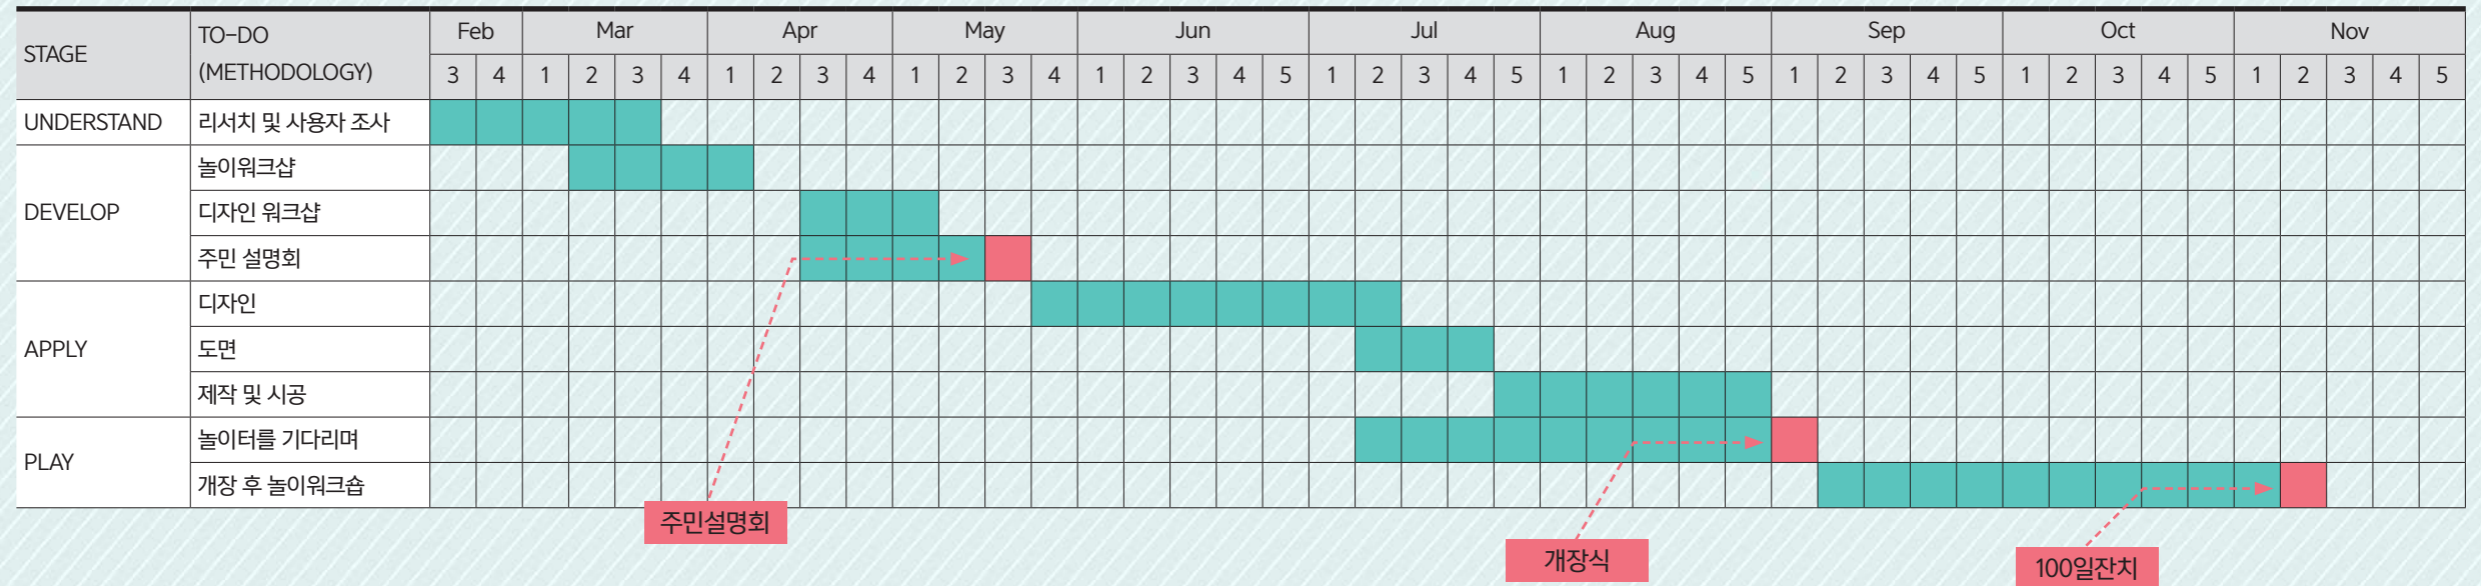 STAGE
TO-DO
(METHODOLOGY)
Feb Mar Apr May Jun Jul Aug Sep Oct Nov
3 4 1 2 3 4 1 2 3 4 1 2 3 4 1 2 3 4 5 1 2 3 4 5 1 2 3 4 5 1 2 3 4 5 1 2 3 4 5 1 2 3 4 5
UNDERSTAND 리서치 및 사용자 조사
DEVELOP
놀이워크샵
디자인 워크샵
주민 설명회
APPLY
디자인
도면
제작 및 시공
PLAY
놀이터를 기다리며
개장 후 놀이워크숍
주민설명회
개장식
100일잔치